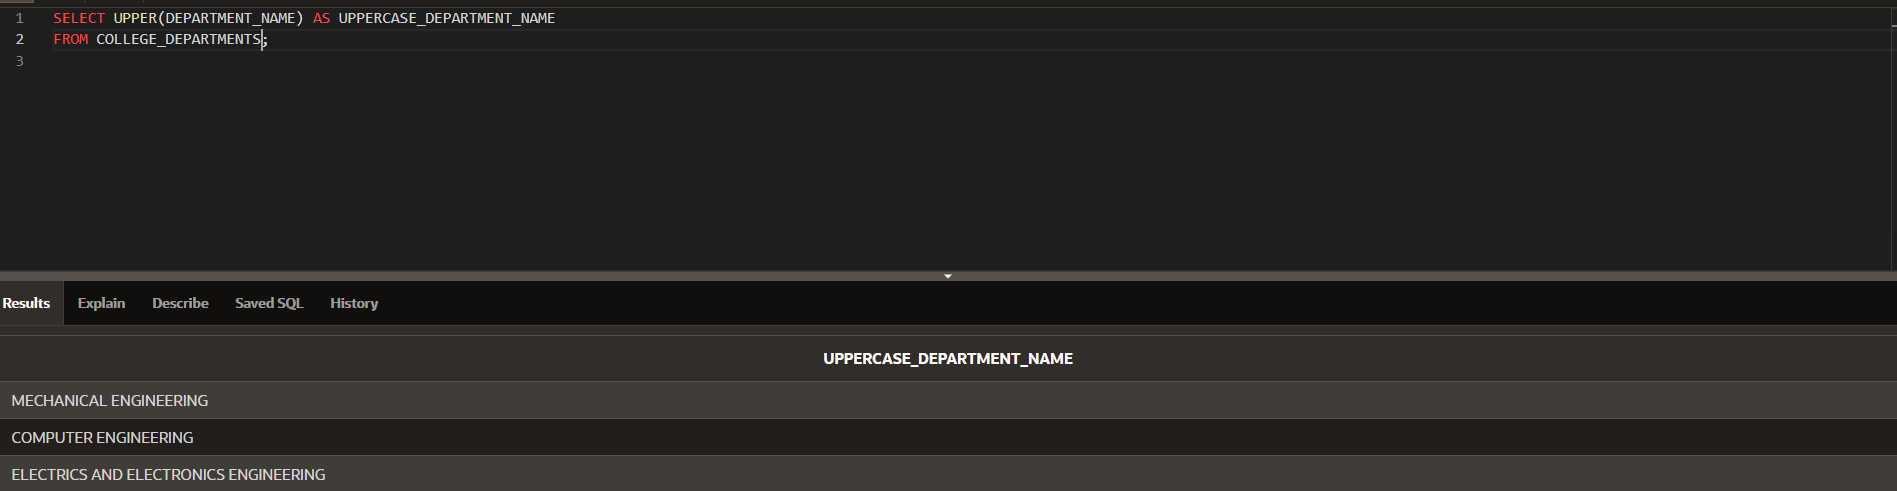 1 SELECT UPPER(DEPARTMENT_NAME) AS UPPERCASE_DEPARTMENT_NAME
2 FROM COLLEGE_DEPARTMENTS;
3
Results Explain Describe Saved SQL History
UPPERCASE_DEPARTMENT_NAME
MECHANICAL ENGINEERING
COMPUTER ENGINEERING
ELECTRICS AND ELECTRONICS ENGINEERING